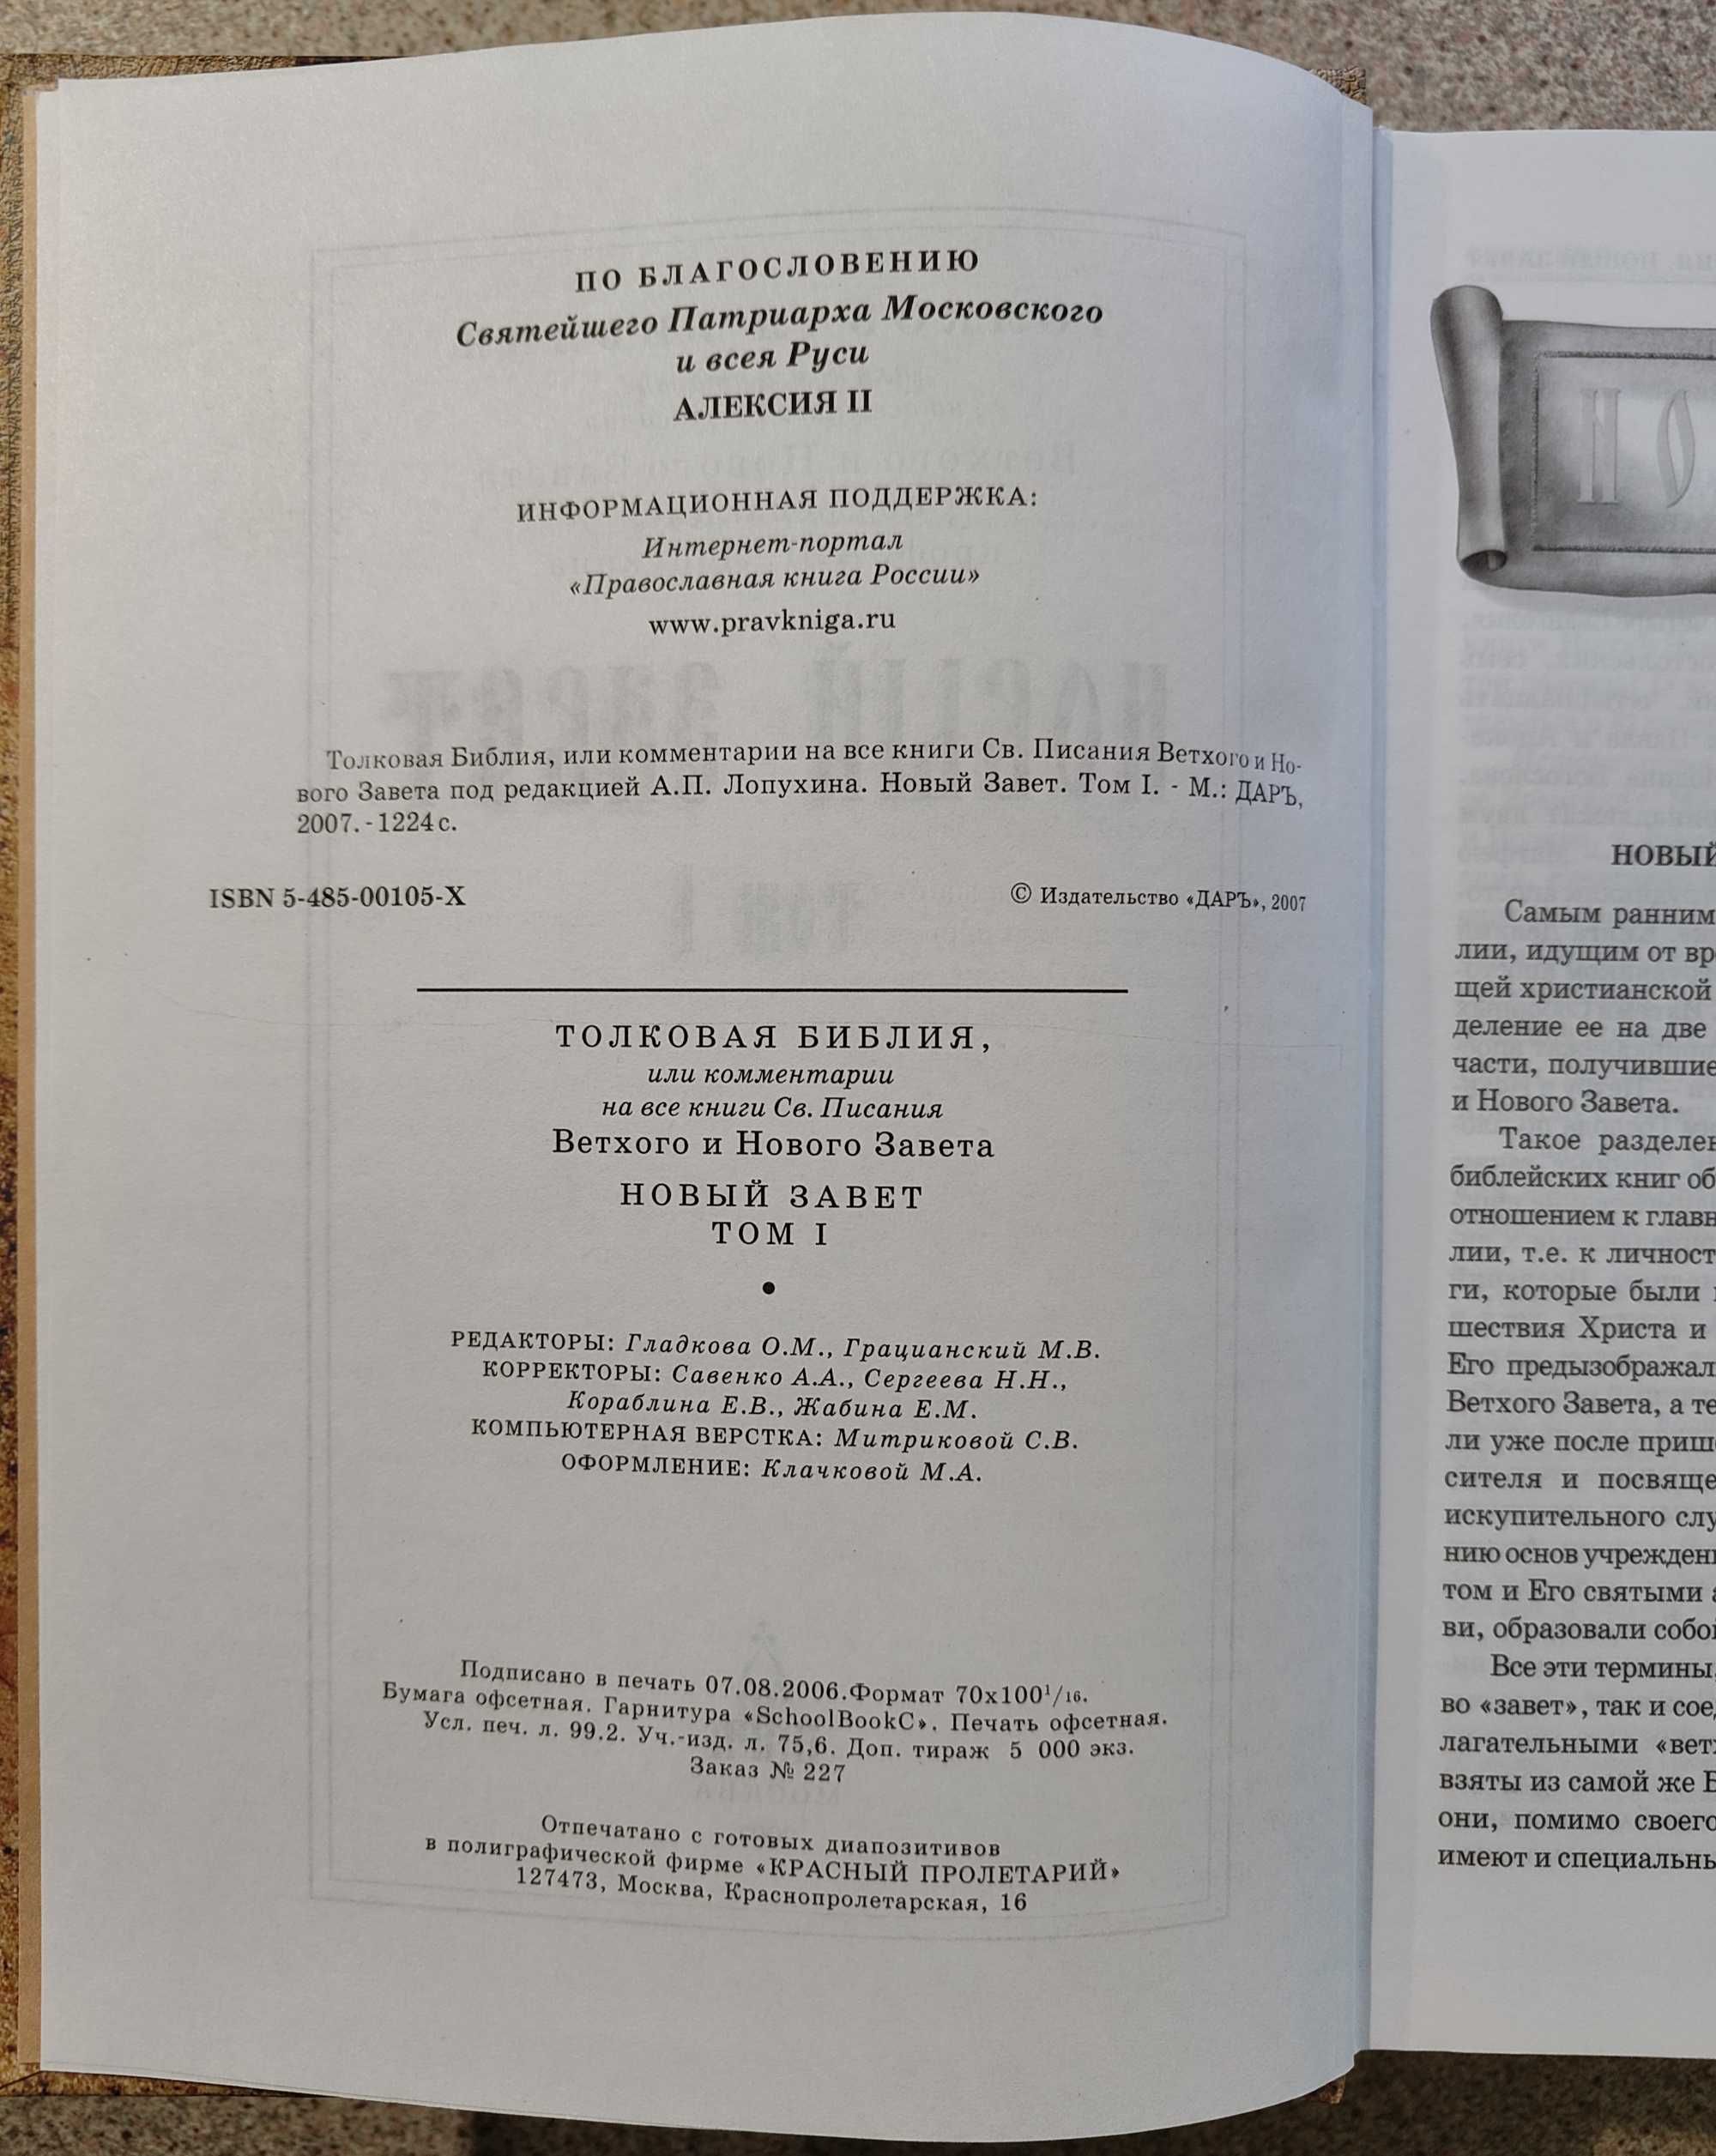 ПО БЛАГОСЛОВЕНИЮ
Святейшего Патриарха Московского
и всея Руси
АЛЕКСИЯ II
ИНФОРМАЦИОННАЯ ПОДДЕРЖКА:
Интернет-портал
«Православная книга России»
www.pravkniga.ru
Толковая Библия, или комментарии на все книги Св. Писания Ветхого и Но-
вого Завета под редакцией А.П. Лопухина. Новый Завет. Том I. - М.: ДАРЪ,
2007. - 1224 с.
ISBN 5-485-00105-X
© Издательство «ДАРЪ», 2007
ТОЛКОВАЯ БИБЛИЯ,
или комментарии
на все книги Св. Писания
Ветхого и Нового Завета
НОВЫЙ ЗАВЕТ
ТОМ I
•
РЕДАКТОРЫ: Гладкова О.М., Грацианский М.В.
КОРРЕКТОРЫ: Савенко А.А., Сергеева Н.Н.,
Кораблина Е.В., Жабина Е.М.
КОМПЬЮТЕРНАЯ ВЕРСТКА: Митриковой С.В.
ОФОРМЛЕНИЕ: Клачковой М.А.
Подписано в печать 07.08.2006.Формат 70х100¹/₁₆.
Бумага офсетная. Гарнитура «SchoolBookC». Печать офсетная.
Усл. печ. л. 99.2. Уч.-изд. л. 75,6. Доп. тираж 5 000 экз.
Заказ № 227
Отпечатано с готовых диапозитивов
в полиграфической фирме «КРАСНЫЙ ПРОЛЕТАРИЙ»
127473, Москва, Краснопролетарская, 16
Н О
НОВЫЙ
Самым ранним
лии, идущим от вр
щей христианской
деление ее на две
части, получившие
и Нового Завета.
Такое разделен
библейских книг об
отношением к главн
лии, т.е. к личност
ги, которые были
шествия Христа и
Его предызображал
Ветхого Завета, а те
ли уже после прише
сителя и посвяще
искупительного слу
нию основ учреждени
том и Его святыми а
ви, образовали собой
Все эти термины,
во «завет», так и сое
лагательными «вет
взяты из самой же Б
они, помимо своего
имеют и специальны